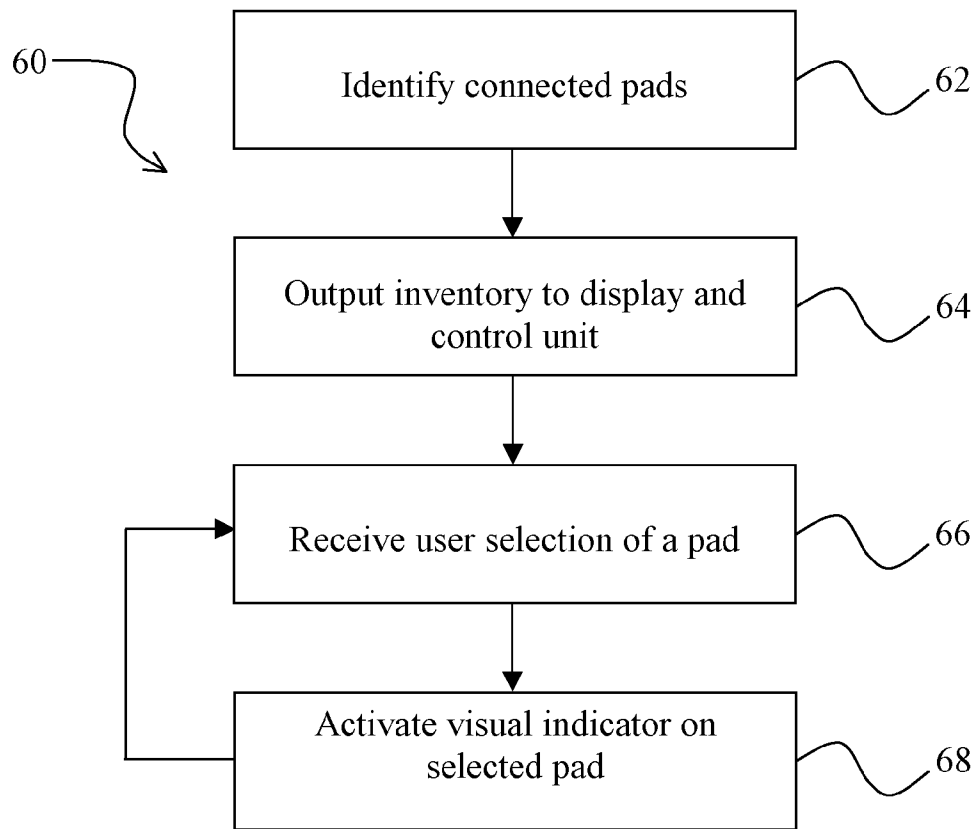 60
Identify connected pads
62
Output inventory to display and
control unit
64
Receive user selection of a pad
66
Activate visual indicator on
selected pad
68